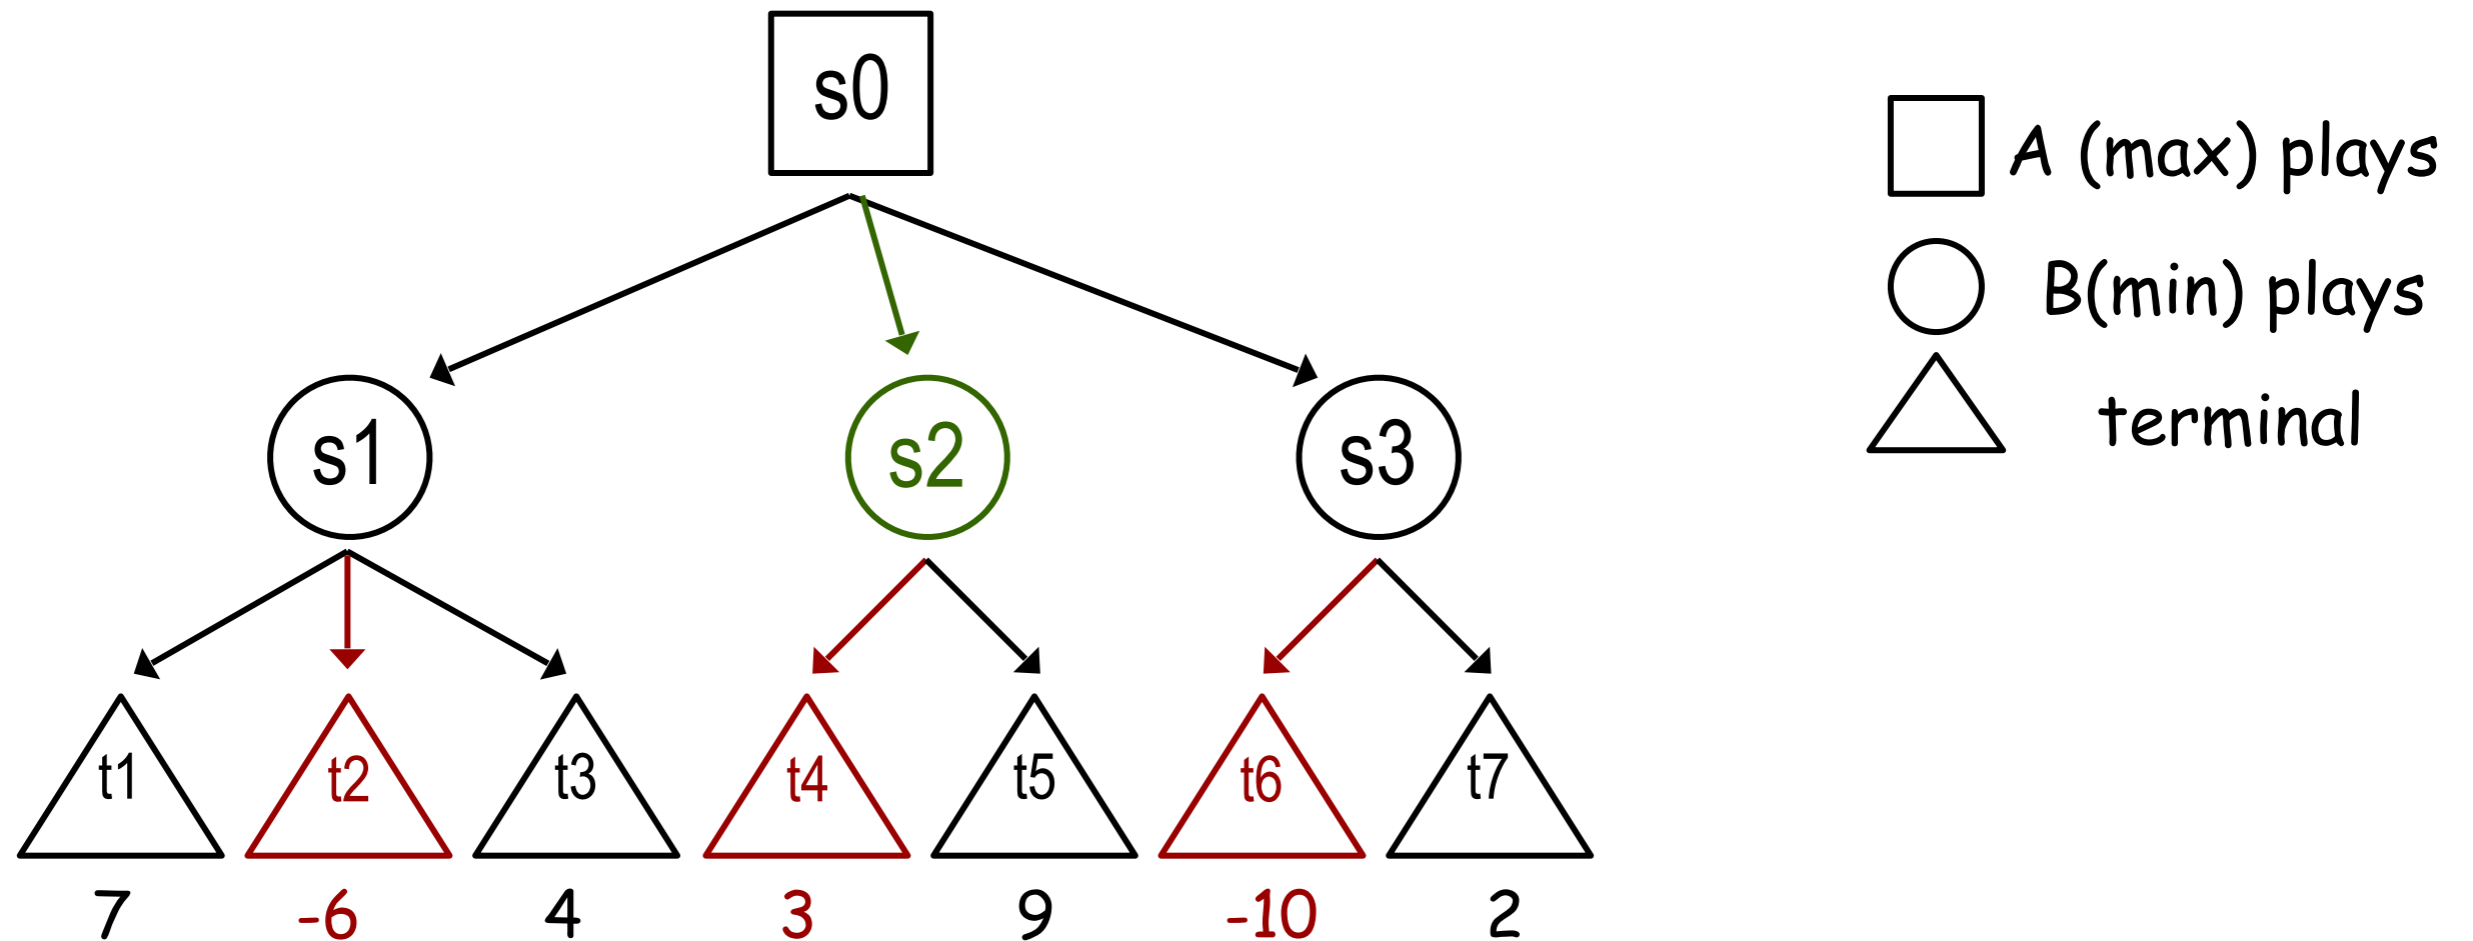 s0
A (max) plays
B(min) plays
terminal
s1 s2 s3
t1 t2 t3 t4 t5 t6 t7
7 -6 4 3 9 -10 2